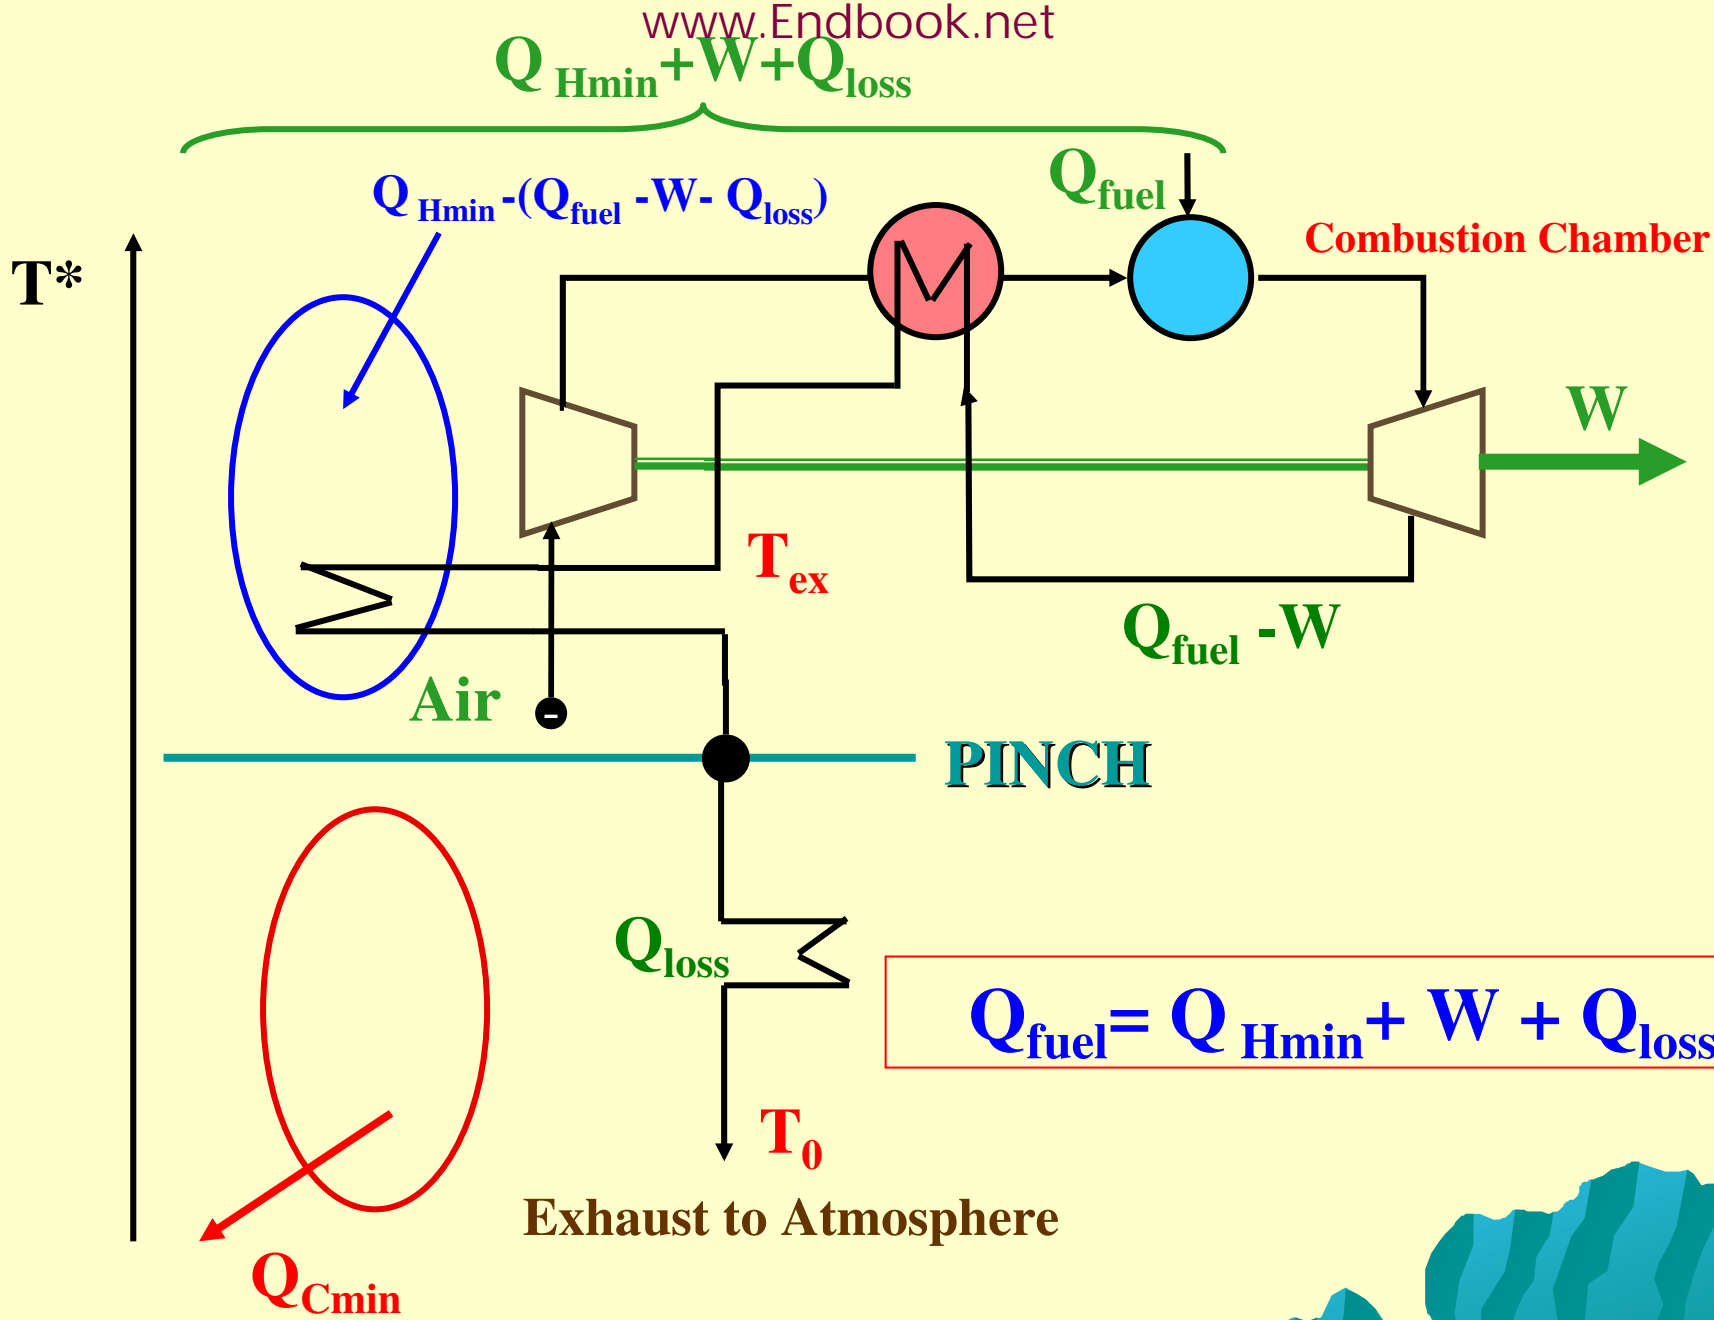 www.Endbook.net
Q Hmin+W+Qloss
Qfuel
Q Hmin-(Qfuel -W- Qloss)
Combustion Chamber
T*
W
Tex
Qfuel -W
Air
-
PINCH
Qloss
Qfuel= Q Hmin+ W + Qloss
T0
Exhaust to Atmosphere
QCmin